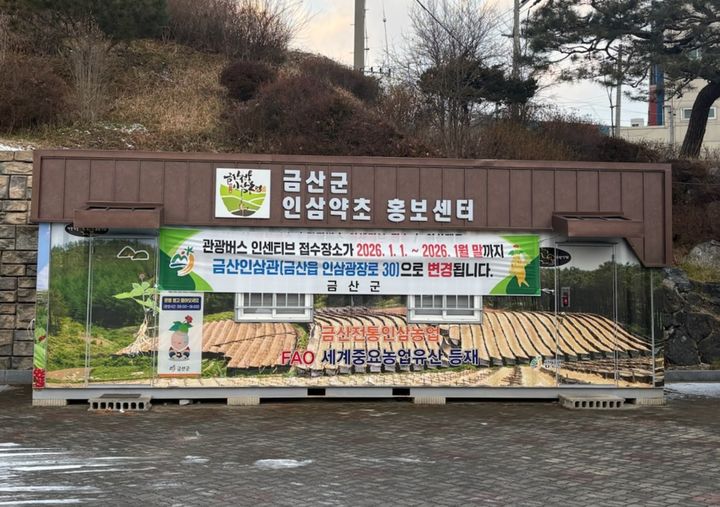 금산군
인삼약초 홍보센터
관광버스 인센티브 접수장소가 2026. 1. 1. ~ 2026. 1월 말까지
금산인삼관(금산읍 인삼광장로 30)으로 변경됩니다.
금산군
금산전통인삼농업
FAO 세계중요농업유산 등재